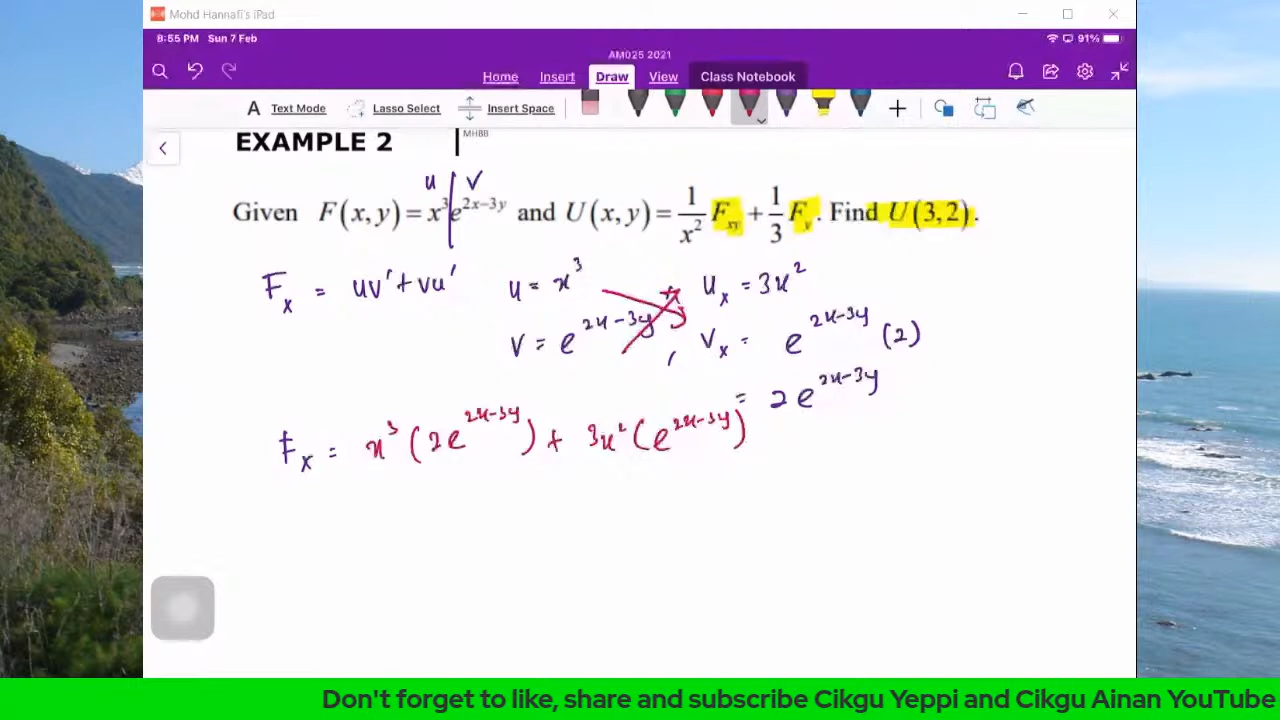 Mohd Hannafi's iPad
8:55 PM Sun 7 Feb
91%
AM025 2021
Home Insert Draw View Class Notebook
A Text Mode Lasso Select Insert Space
EXAMPLE 2
MHBB
u | v
Given F(x, y) = x³e^{2x−3y} and U(x, y) = 1/x² F_{xy} + 1/3 F_y. Find U(3,2).
F_x = uv' + vu' u = x³ u_x = 3x²
v = e^{2x−3y}, v_x = e^{2x−3y} (2)
= 2e^{2x−3y}
F_x = x³(2e^{2x−3y}) + 3x²(e^{2x−3y})
Don't forget to like, share and subscribe Cikgu Yeppi and Cikgu Ainan YouTube